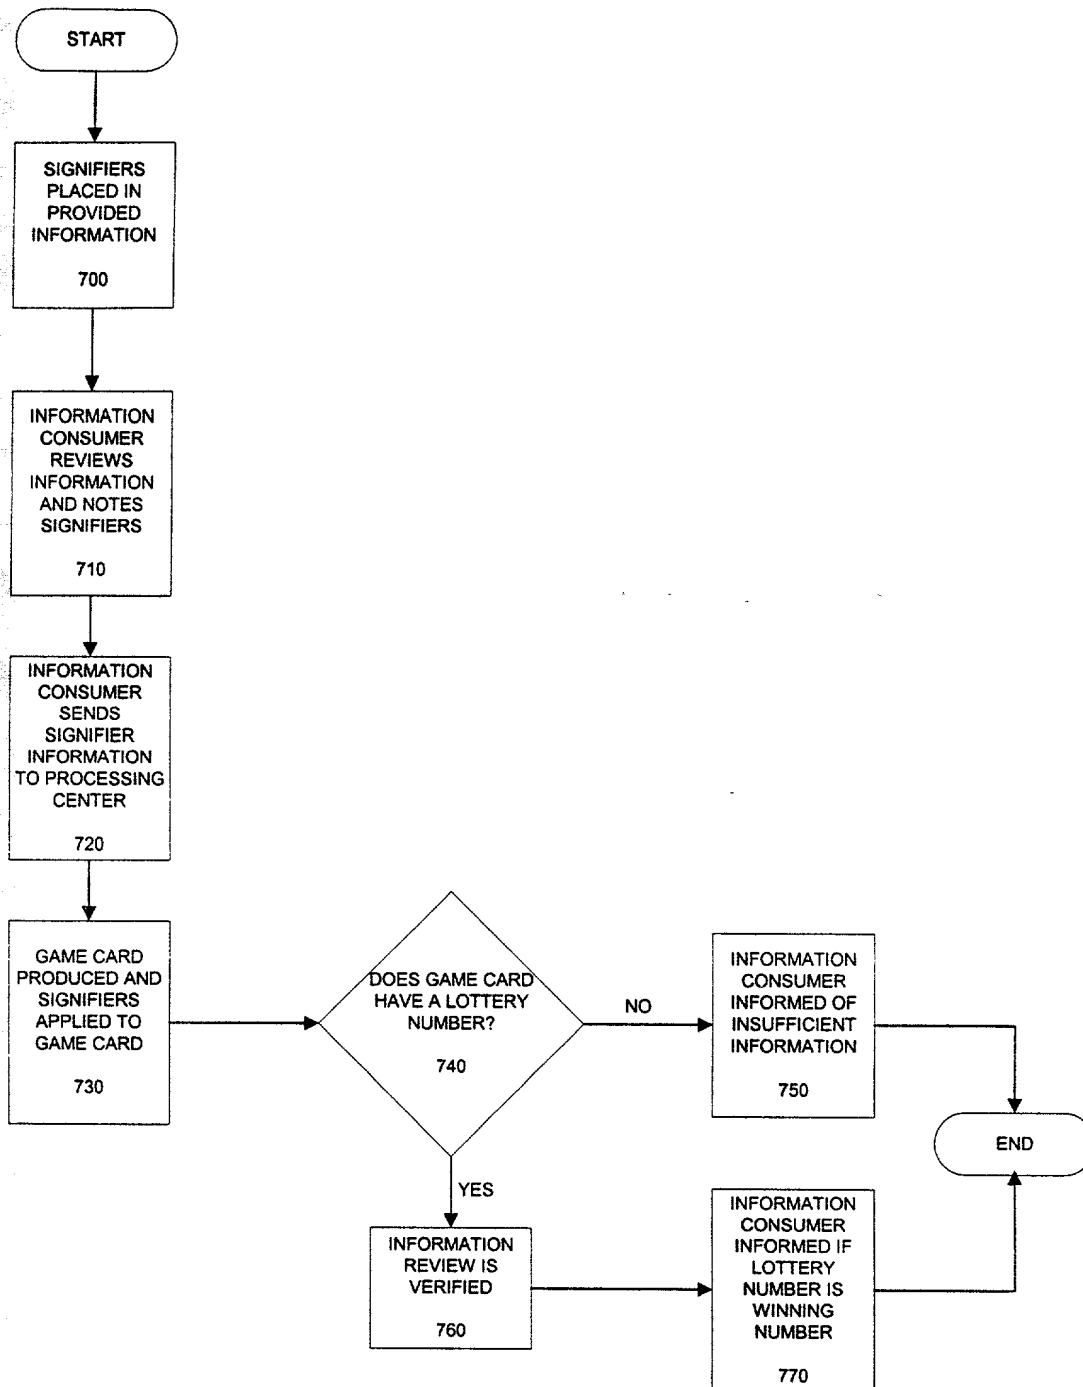 START
SIGNIFIERS
PLACED IN
PROVIDED
INFORMATION
700
INFORMATION
CONSUMER
REVIEWS
INFORMATION
AND NOTES
SIGNIFIERS
710
INFORMATION
CONSUMER
SENDS
SIGNIFIER
INFORMATION
TO PROCESSING
CENTER
720
GAME CARD
PRODUCED AND
SIGNIFIERS
APPLIED TO
GAME CARD
730
DOES GAME CARD
HAVE A LOTTERY
NUMBER?
740
NO
INFORMATION
CONSUMER
INFORMED OF
INSUFFICIENT
INFORMATION
750
END
YES
INFORMATION
REVIEW IS
VERIFIED
760
INFORMATION
CONSUMER
INFORMED IF
LOTTERY
NUMBER IS
WINNING
NUMBER
770